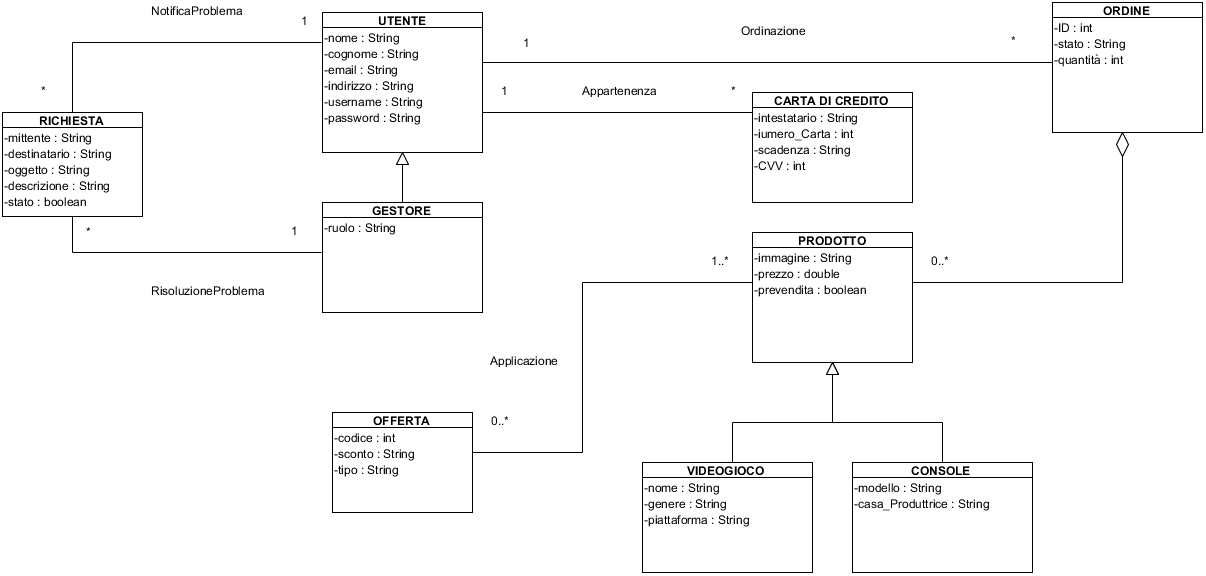 NotificaProblema
1
*
UTENTE
-nome : String
-cognome : String
-email : String
-indirizzo : String
-username : String
-password : String
1
Ordinazione
*
ORDINE
-ID : int
-stato : String
-quantità : int
1
Appartenenza
*
CARTA DI CREDITO
-intestatario : String
-iumero_Carta : int
-scadenza : String
-CVV : int
RICHIESTA
-mittente : String
-destinatario : String
-oggetto : String
-descrizione : String
-stato : boolean
*
1
RisoluzioneProblema
GESTORE
-ruolo : String
PRODOTTO
-immagine : String
-prezzo : double
-prevendita : boolean
1..*
0..*
Applicazione
0..*
OFFERTA
-codice : int
-sconto : String
-tipo : String
VIDEOGIOCO
-nome : String
-genere : String
-piattaforma : String
CONSOLE
-modello : String
-casa_Produttrice : String